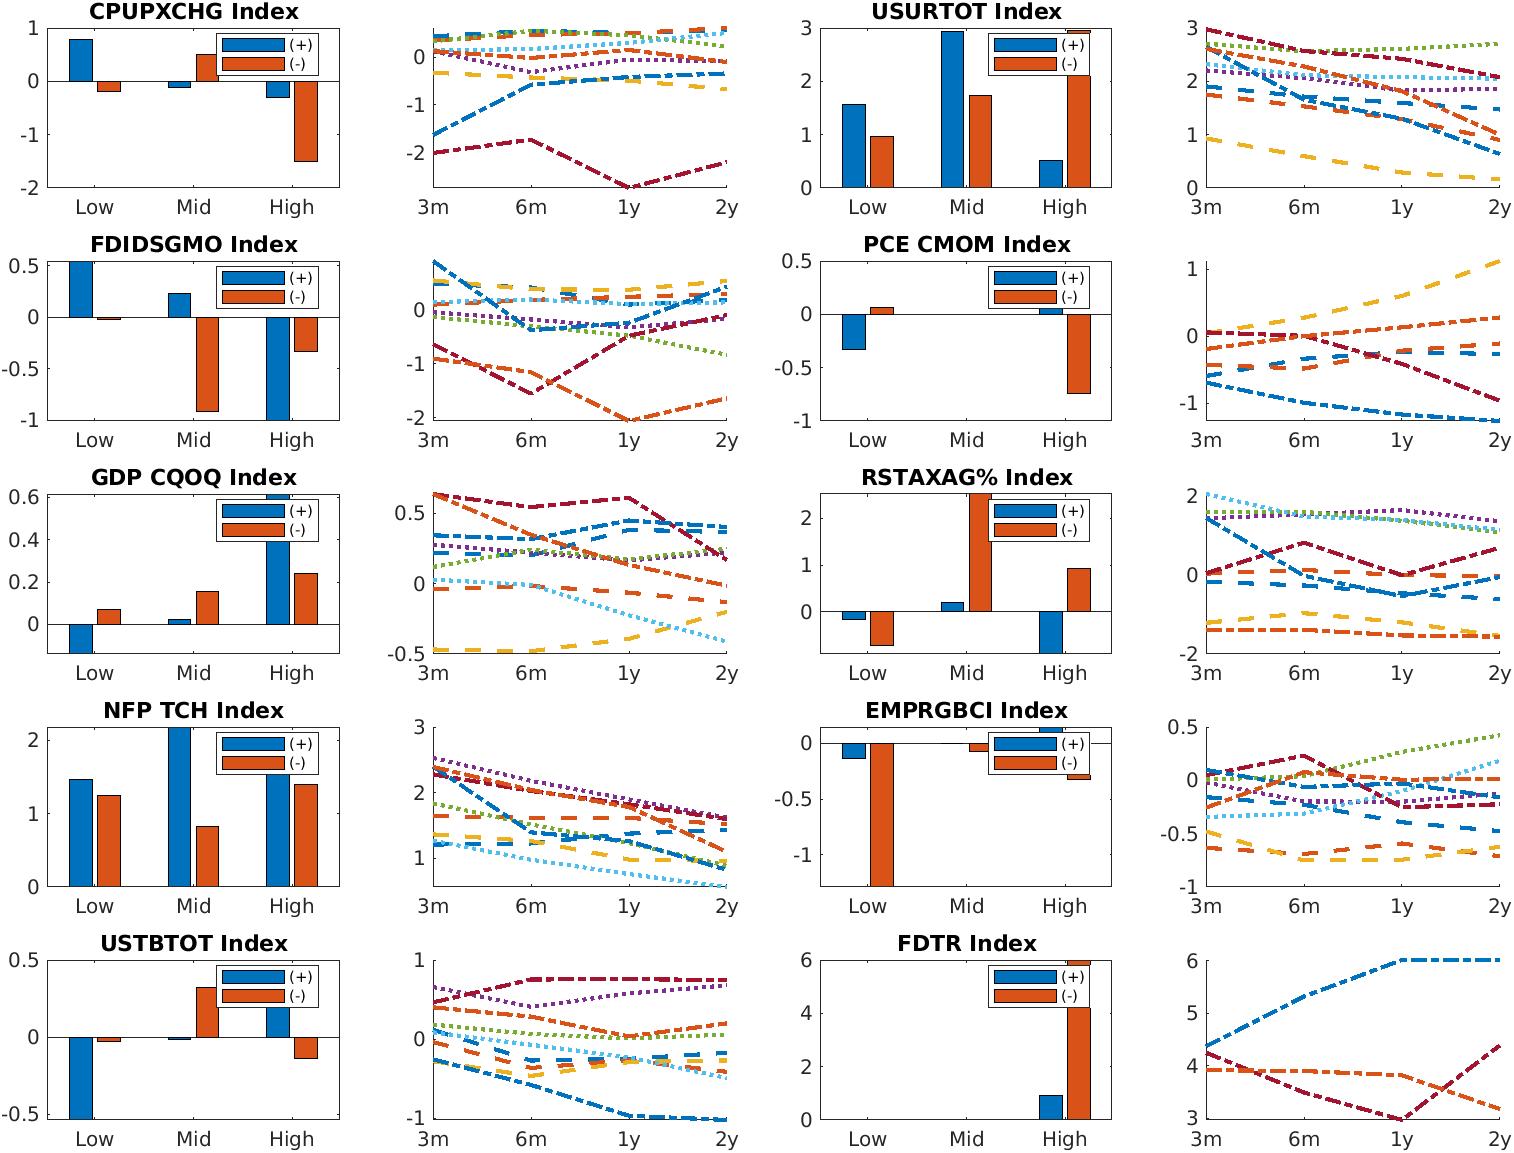 CPUPXCHG Index
USURTOT Index
1
0
-1
-2
Low
Mid
High
(+)
(-)
0
-1
-2
3m
6m
1y
2y
3
2
1
0
Low
Mid
High
(+)
(-)
3
2
1
0
3m
6m
1y
2y
FDIDSGMO Index
PCE CMOM Index
0.5
0
-0.5
-1
Low
Mid
High
(+)
(-)
0
-1
-2
3m
6m
1y
2y
0.5
0
-0.5
-1
Low
Mid
High
(+)
(-)
1
0
-1
3m
6m
1y
2y
GDP CQOQ Index
RSTAXAG% Index
0.6
0.4
0.2
0
Low
Mid
High
(+)
(-)
0.5
0
-0.5
3m
6m
1y
2y
2
1
0
Low
Mid
High
(+)
(-)
2
0
-2
3m
6m
1y
2y
NFP TCH Index
EMPRGBCI Index
2
1
0
Low
Mid
High
(+)
(-)
3
2
1
3m
6m
1y
2y
0
-0.5
-1
Low
Mid
High
(+)
(-)
0.5
0
-0.5
-1
3m
6m
1y
2y
USTBTOT Index
FDTR Index
0.5
0
-0.5
Low
Mid
High
(+)
(-)
1
0
-1
3m
6m
1y
2y
6
4
2
0
Low
Mid
High
(+)
(-)
6
5
4
3
3m
6m
1y
2y